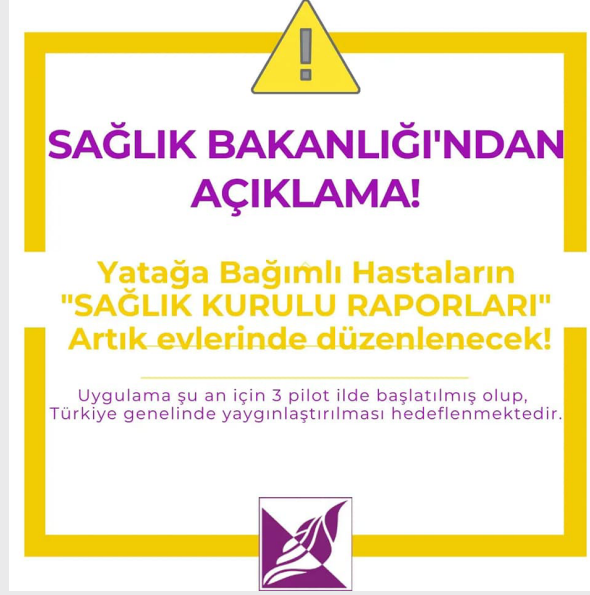 SAĞLIK BAKANLIĞI'NDAN
AÇIKLAMA!
Yatağa Bağımlı Hastaların
"SAĞLIK KURULU RAPORLARI"
Artık evlerinde düzenlenecek!
Uygulama şu an için 3 pilot ilde başlatılmış olup,
Türkiye genelinde yaygınlaştırılması hedeflenmektedir.